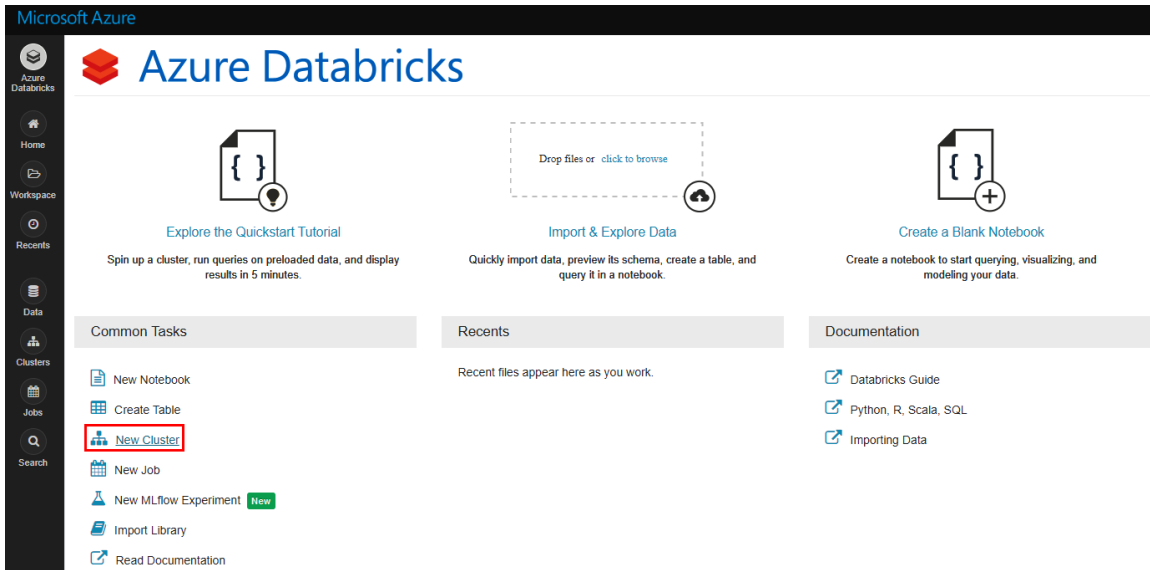 Microsoft Azure
Azure
Databricks
Home
Workspace
Recents
Data
Clusters
Jobs
Search
Azure Databricks
{ }
Explore the Quickstart Tutorial
Spin up a cluster, run queries on preloaded data, and display
results in 5 minutes.
Drop files or click to browse
Import & Explore Data
Quickly import data, preview its schema, create a table, and
query it in a notebook.
{ }
Create a Blank Notebook
Create a notebook to start querying, visualizing, and
modeling your data.
Common Tasks
New Notebook
Create Table
New Cluster
New Job
New MLflow Experiment New
Import Library
Read Documentation
Recents
Recent files appear here as you work.
Documentation
Databricks Guide
Python, R, Scala, SQL
Importing Data